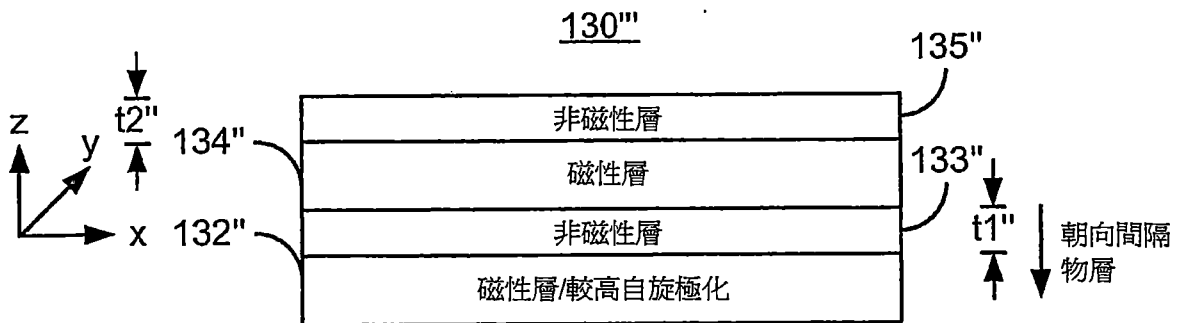 130'''
135"
t2"
z
y
134"
非磁性層
磁性層
133"
x
132"
非磁性層
t1"
朝向間隔
物層
磁性層/較高自旋極化